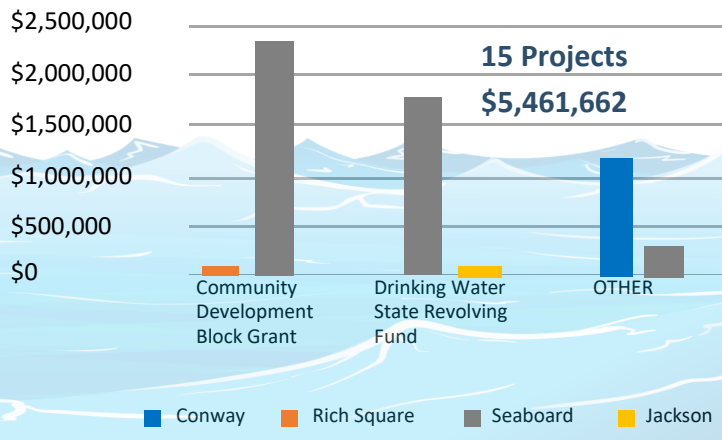 $2,500,000
$2,000,000
$1,500,000
$1,000,000
$500,000
$0
15 Projects
$5,461,662
Community
Development
Block Grant
Drinking Water
State Revolving
Fund
OTHER
Conway
Rich Square
Seaboard
Jackson